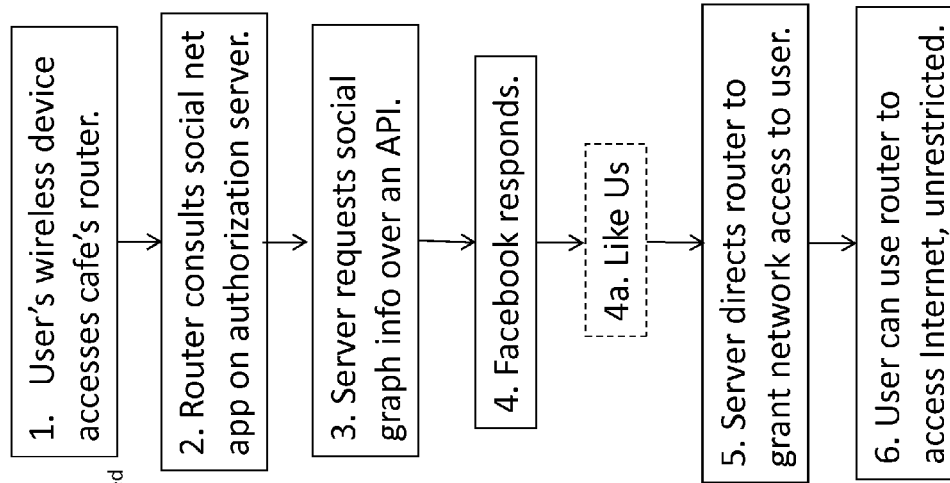 1. User's wireless device
accesses cafe's router.
2. Router consults social net
app on authorization server.
3. Server requests social
graph info over an API.
4. Facebook responds.
4a. Like Us
5. Server directs router to
grant network access to user.
6. User can use router to
access Internet, unrestricted.